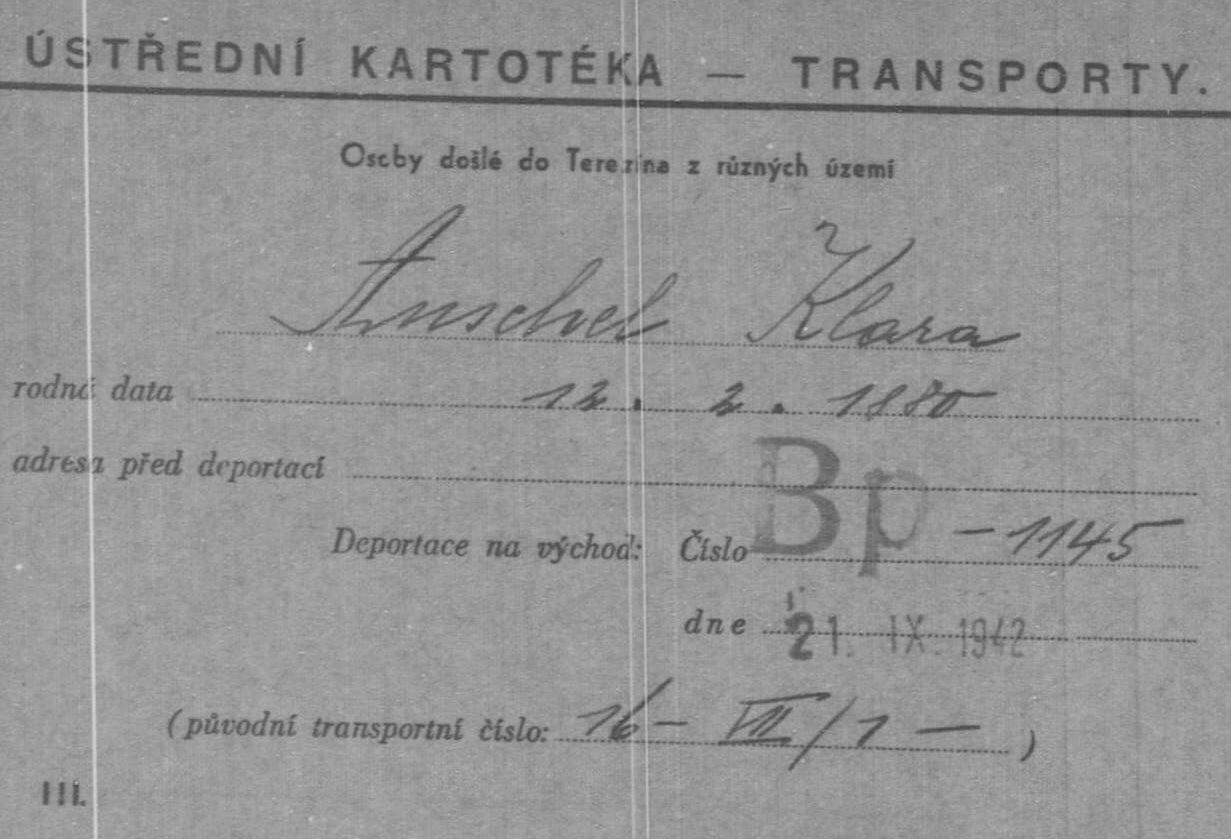 ÚSTŘEDNÍ KARTOTÉKA — TRANSPORTY.
Osoby došlé do Terezína z různých území
Anschel Klara
rodná data 12. 2. 1880
adresa před deportací
Deportace na východ: Číslo Bp -1145
dne 21. IX. 1942
(původní transportní číslo: 16- VII/1 — )
III.